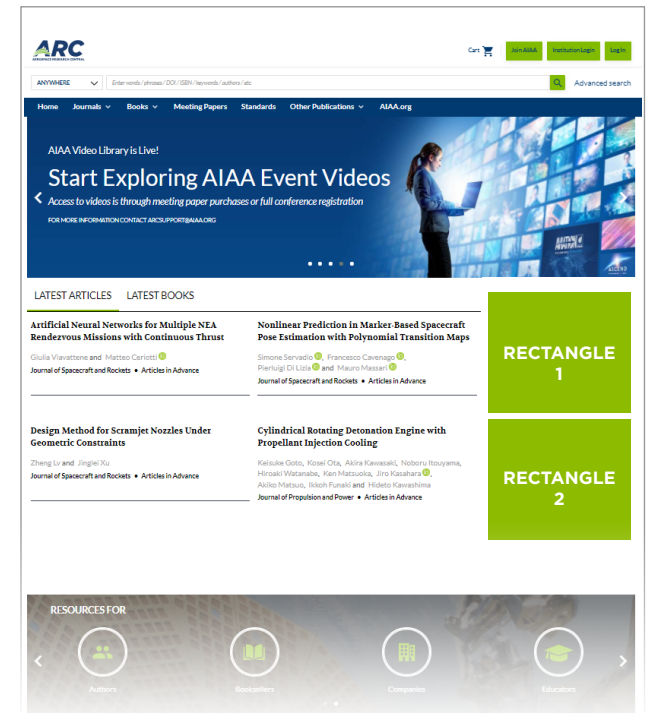 ARC
AEROSPACE RESEARCH CENTRAL
Cart
Join AIAA
Institution Login
Log In
ANYWHERE
Enter words / phrases / DOI / ISBN / keywords / authors / etc
Advanced search
Home Journals Books Meeting Papers Standards Other Publications AIAA.org
AIAA Video Library is Live!
Start Exploring AIAA Event Videos
Access to videos is through meeting paper purchases or full conference registration
FOR MORE INFORMATION CONTACT ARCSUPPORT@AIAA.ORG
ASCEND
LATEST ARTICLES LATEST BOOKS
Artificial Neural Networks for Multiple NEA
Rendezvous Missions with Continuous Thrust
Giulia Viavattene and Matteo Ceriotti
Journal of Spacecraft and Rockets • Articles in Advance
Nonlinear Prediction in Marker-Based Spacecraft
Pose Estimation with Polynomial Transition Maps
Simone Servadio, Francesco Cavenago,
Pierluigi Di Lizia and Mauro Massari
Journal of Spacecraft and Rockets • Articles in Advance
RECTANGLE
1
Design Method for Scramjet Nozzles Under
Geometric Constraints
Zheng Lv and Jinglei Xu
Journal of Spacecraft and Rockets • Articles in Advance
Cylindrical Rotating Detonation Engine with
Propellant Injection Cooling
Keisuke Goto, Kosei Ota, Akira Kawasaki, Noboru Itouyama,
Hiroaki Watanabe, Ken Matsuoka, Jiro Kasahara,
Akiko Matsuo, Ikkoh Funaki and Hideto Kawashima
Journal of Propulsion and Power • Articles in Advance
RECTANGLE
2
RESOURCES FOR
Authors
Booksellers
Companies
Educators